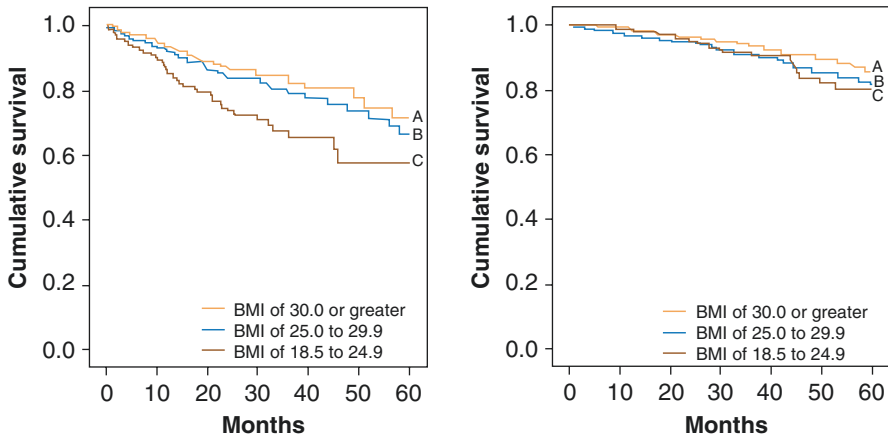 Cumulative survival
1.0
0.8
0.6
0.4
0.2
0.0
A
B
C
BMI of 30.0 or greater
BMI of 25.0 to 29.9
BMI of 18.5 to 24.9
0 10 20 30 40 50 60
Months
Cumulative survival
1.0
0.8
0.6
0.4
0.2
0.0
A
B
C
BMI of 30.0 or greater
BMI of 25.0 to 29.9
BMI of 18.5 to 24.9
0 10 20 30 40 50 60
Months